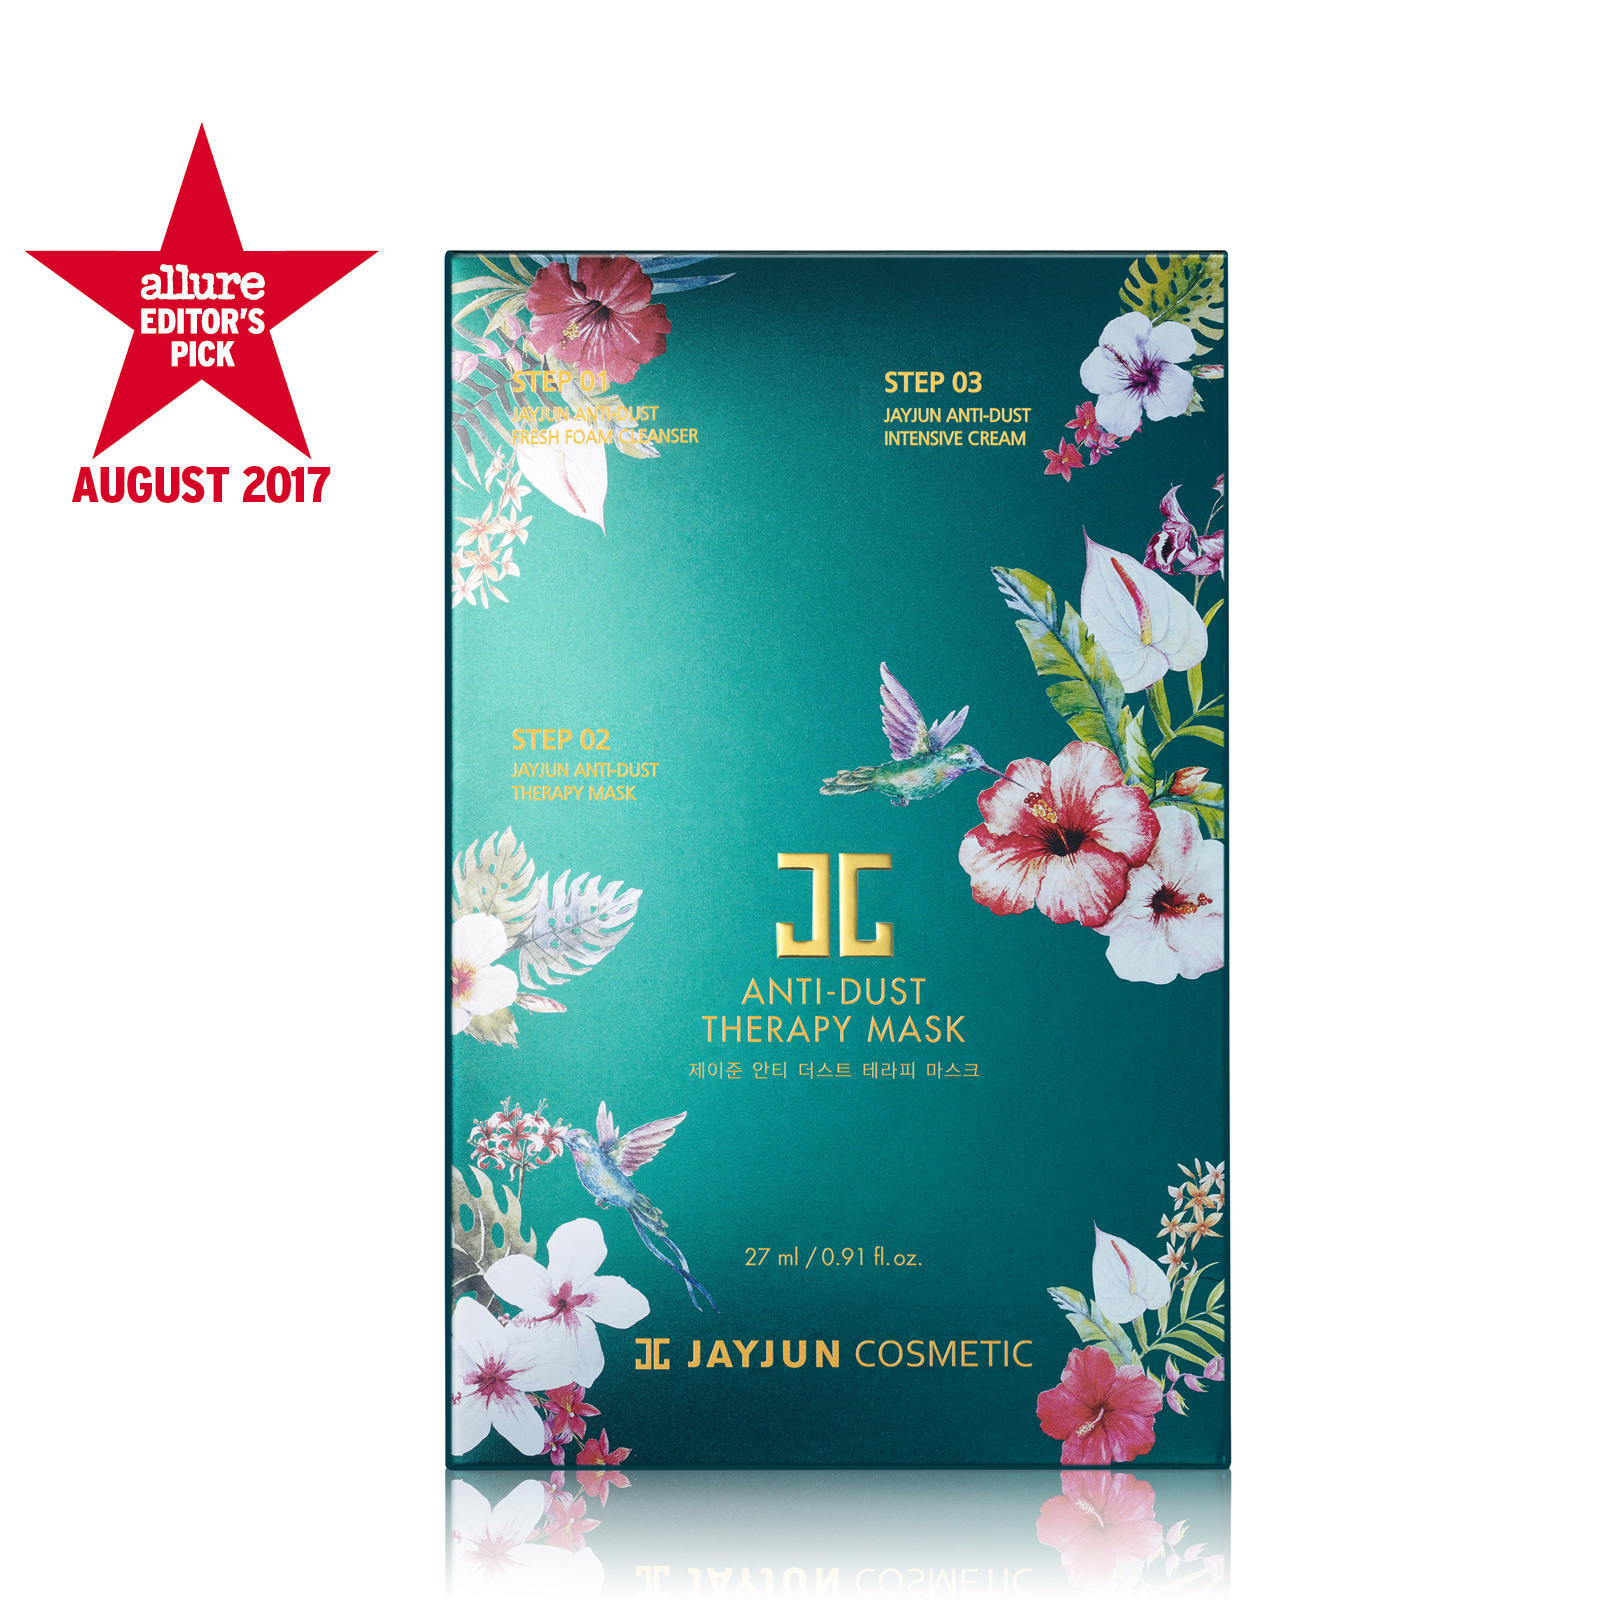 allure
EDITOR'S
PICK
AUGUST 2017
STEP 01
JAYJUN ANTI-DUST
FRESH FOAM CLEANSER
STEP 03
JAYJUN ANTI-DUST
INTENSIVE CREAM
STEP 02
JAYJUN ANTI-DUST
THERAPY MASK
ANTI-DUST
THERAPY MASK
제이준 안티 더스트 테라피 마스크
27 ml / 0.91 fl.oz.
JAYJUN COSMETIC